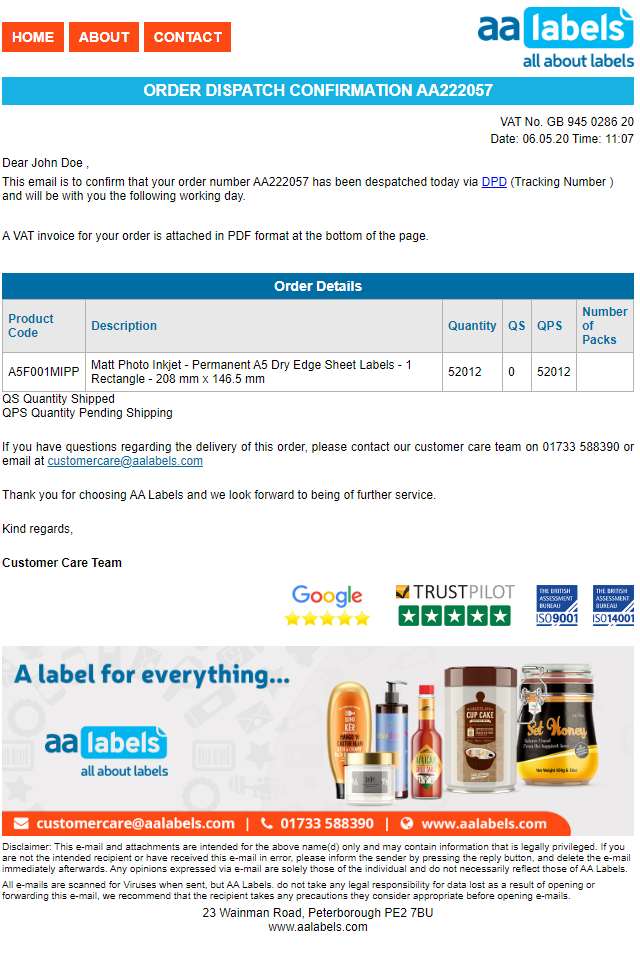 HOME ABOUT CONTACT
aa labels
all about labels
ORDER DISPATCH CONFIRMATION AA222057
VAT No. GB 945 0286 20
Date: 06.05.20 Time: 11:07
Dear John Doe ,
This email is to confirm that your order number AA222057 has been despatched today via DPD (Tracking Number )
and will be with you the following working day.
A VAT invoice for your order is attached in PDF format at the bottom of the page.
Order Details
Product Code Description Quantity QS QPS Number of Packs
A5F001MIPP Matt Photo Inkjet - Permanent A5 Dry Edge Sheet Labels - 1
Rectangle - 208 mm x 146.5 mm 52012 0 52012
QS Quantity Shipped
QPS Quantity Pending Shipping
If you have questions regarding the delivery of this order, please contact our customer care team on 01733 588390 or
email at customercare@aalabels.com
Thank you for choosing AA Labels and we look forward to being of further service.
Kind regards,
Customer Care Team
Google TRUSTPILOT
THE BRITISH ASSESSMENT BUREAU ISO9001
THE BRITISH ASSESSMENT BUREAU ISO14001
A label for everything...
aa labels
all about labels
CUP CAKE
Set Honey
customercare@aalabels.com | 01733 588390 | www.aalabels.com
Disclaimer: This e-mail and attachments are intended for the above name(d) only and may contain information that is legally privileged. If you
are not the intended recipient or have received this e-mail in error, please inform the sender by pressing the reply button, and delete the e-mail
immediately afterwards. Any opinions expressed via e-mail are solely those of the individual and do not necessarily reflect those of AA Labels.
All e-mails are scanned for Viruses when sent, but AA Labels. do not take any legal responsibility for data lost as a result of opening or
forwarding this e-mail, we recommend that the recipient takes any precautions they consider appropriate before opening e-mails.
23 Wainman Road, Peterborough PE2 7BU
www.aalabels.com